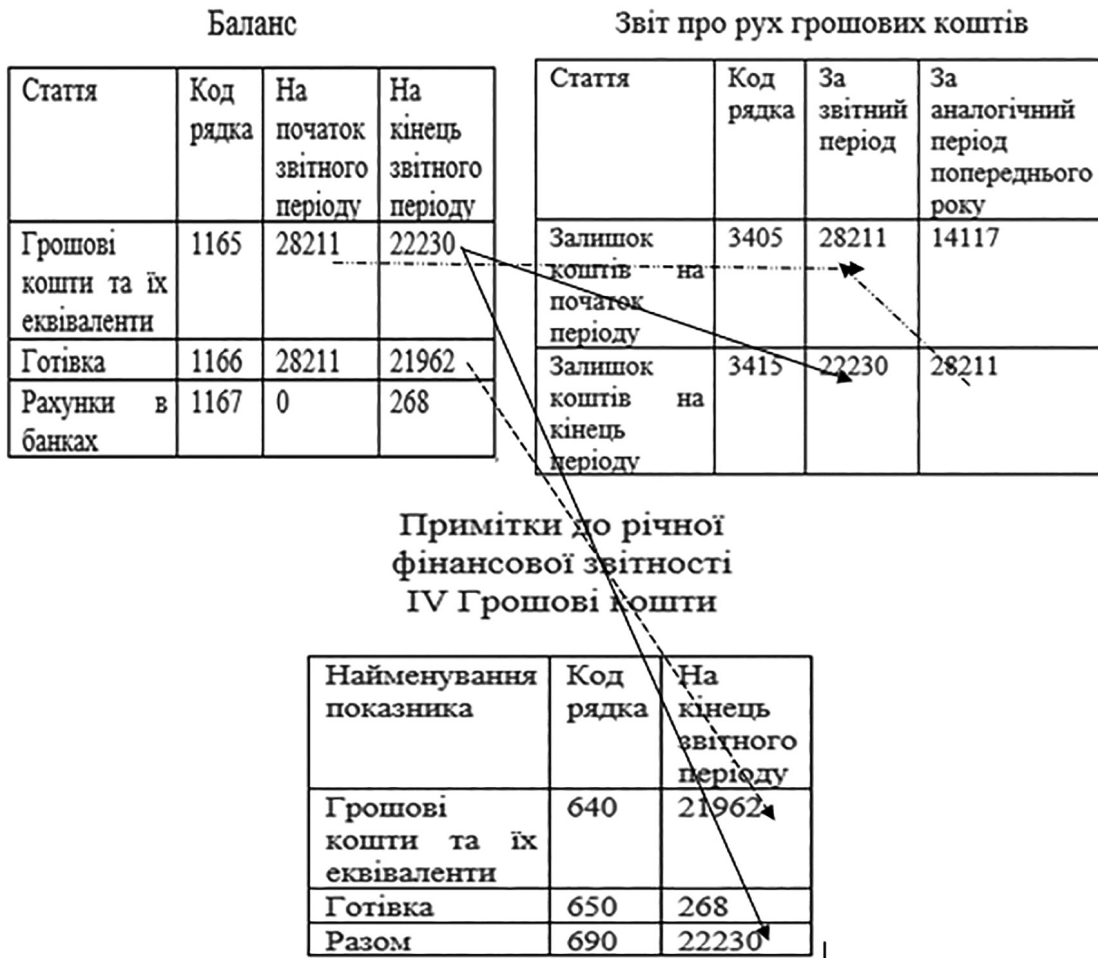 Баланс
Стаття
Код
рядка
На
початок
звітного
періоду
На
кінець
звітного
періоду
Грошові
кошти та їх
еквіваленти
1165
28211
22230
Готівка
1166
28211
21962
Рахунки в
банках
1167
0
268
Звіт про рух грошових коштів
Стаття
Код
рядка
За
звітний
період
За
аналогічний
період
попереднього
року
Залишок
коштів на
початок
періоду
3405
28211
14117
Залишок
коштів на
кінець
періоду
3415
22230
28211
Примітки до річної
фінансової звітності
IV Грошові кошти
Найменування
показника
Код
рядка
На
кінець
звітного
періоду
Грошові
кошти та їх
еквіваленти
640
21962
Готівка
650
268
Разом
690
22230